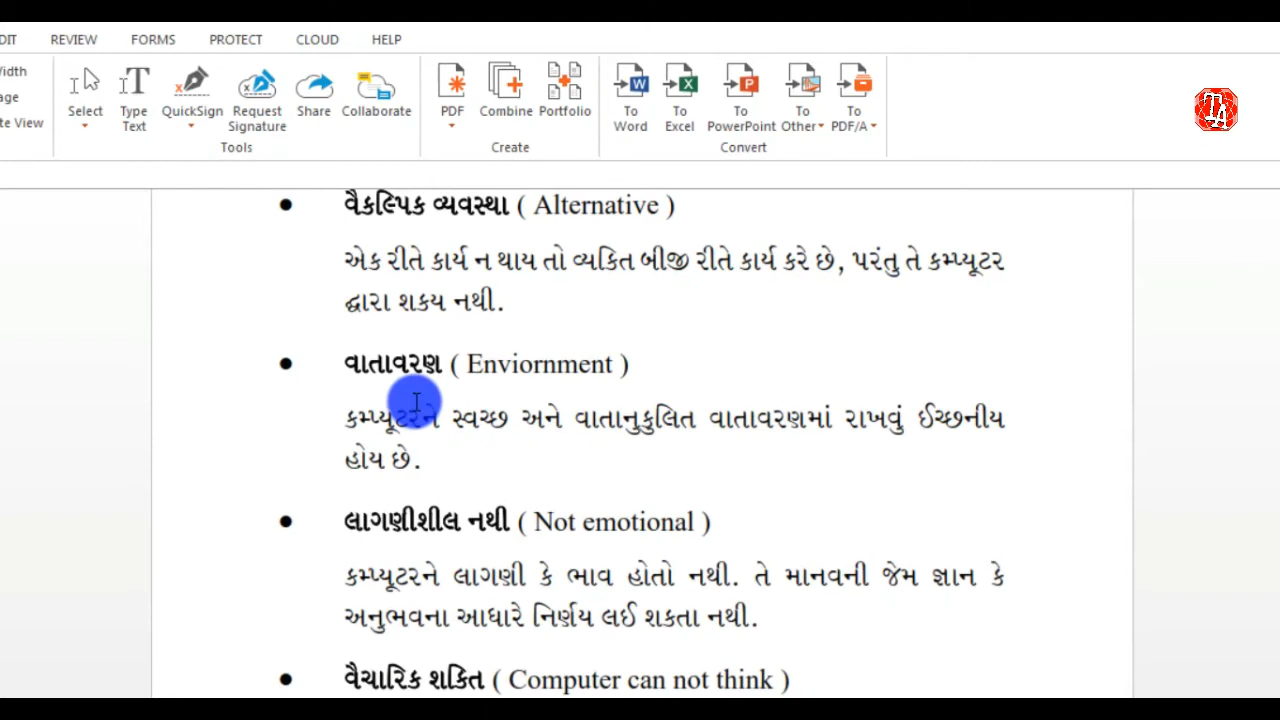 DIT REVIEW FORMS PROTECT CLOUD HELP
Width
age
te View
Select
Type
Text
QuickSign
Request
Signature
Share
Collaborate
Tools
PDF
Combine
Portfolio
Create
To
Word
To
Excel
To
PowerPoint
To
Other
To
PDF/A
Convert
TA
• વૈકલ્પિક વ્યવસ્થા ( Alternative )
એક રીતે કાર્ય ન થાય તો વ્યકિત બીજી રીતે કાર્ય કરે છે, પરંતુ તે કમ્પ્યૂટર
દ્વારા શકય નથી.
• વાતાવરણ ( Enviornment )
કમ્પ્યૂટરને સ્વચ્છ અને વાતાનુકુલિત વાતાવરણમાં રાખવું ઈચ્છનીય
હોય છે.
• લાગણીશીલ નથી ( Not emotional )
કમ્પ્યૂટરને લાગણી કે ભાવ હોતો નથી. તે માનવની જેમ જ્ઞાન કે
અનુભવના આધારે નિર્ણય લઈ શકતા નથી.
• વૈચારિક શકિત ( Computer can not think )